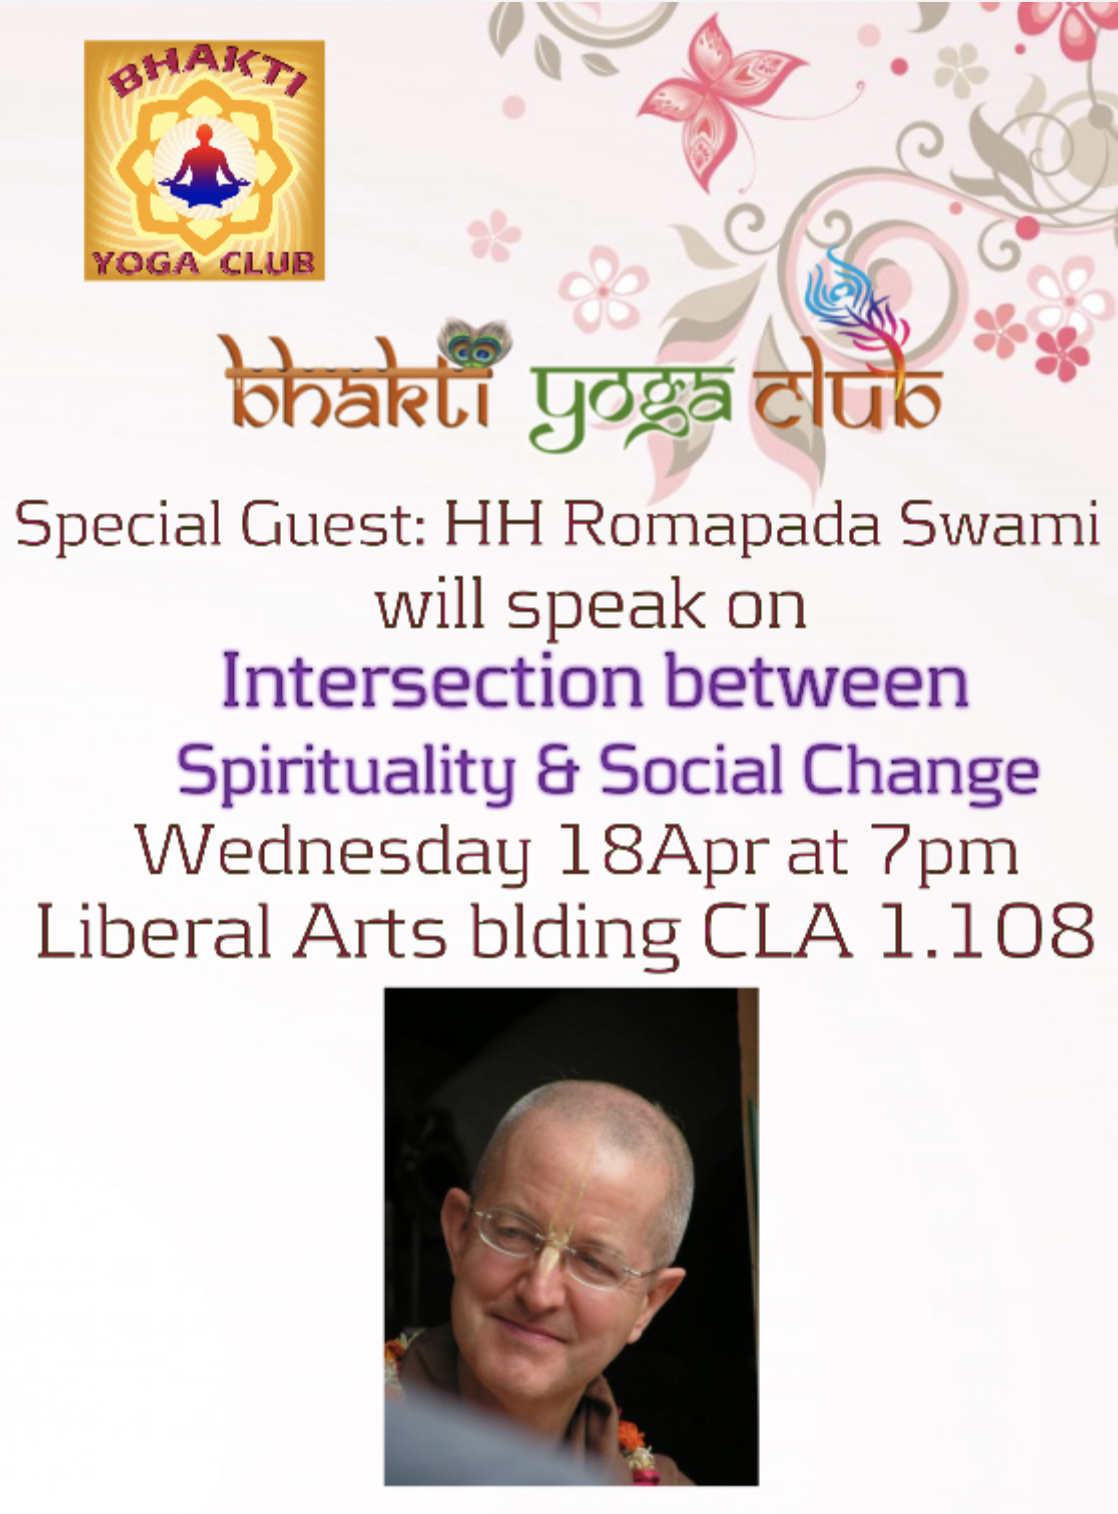 BHAKTI
YOGA CLUB
bhakti yoga club
Special Guest: HH Romapada Swami
will speak on
Intersection between
Spirituality & Social Change
Wednesday 18Apr at 7pm
Liberal Arts blding CLA 1.108